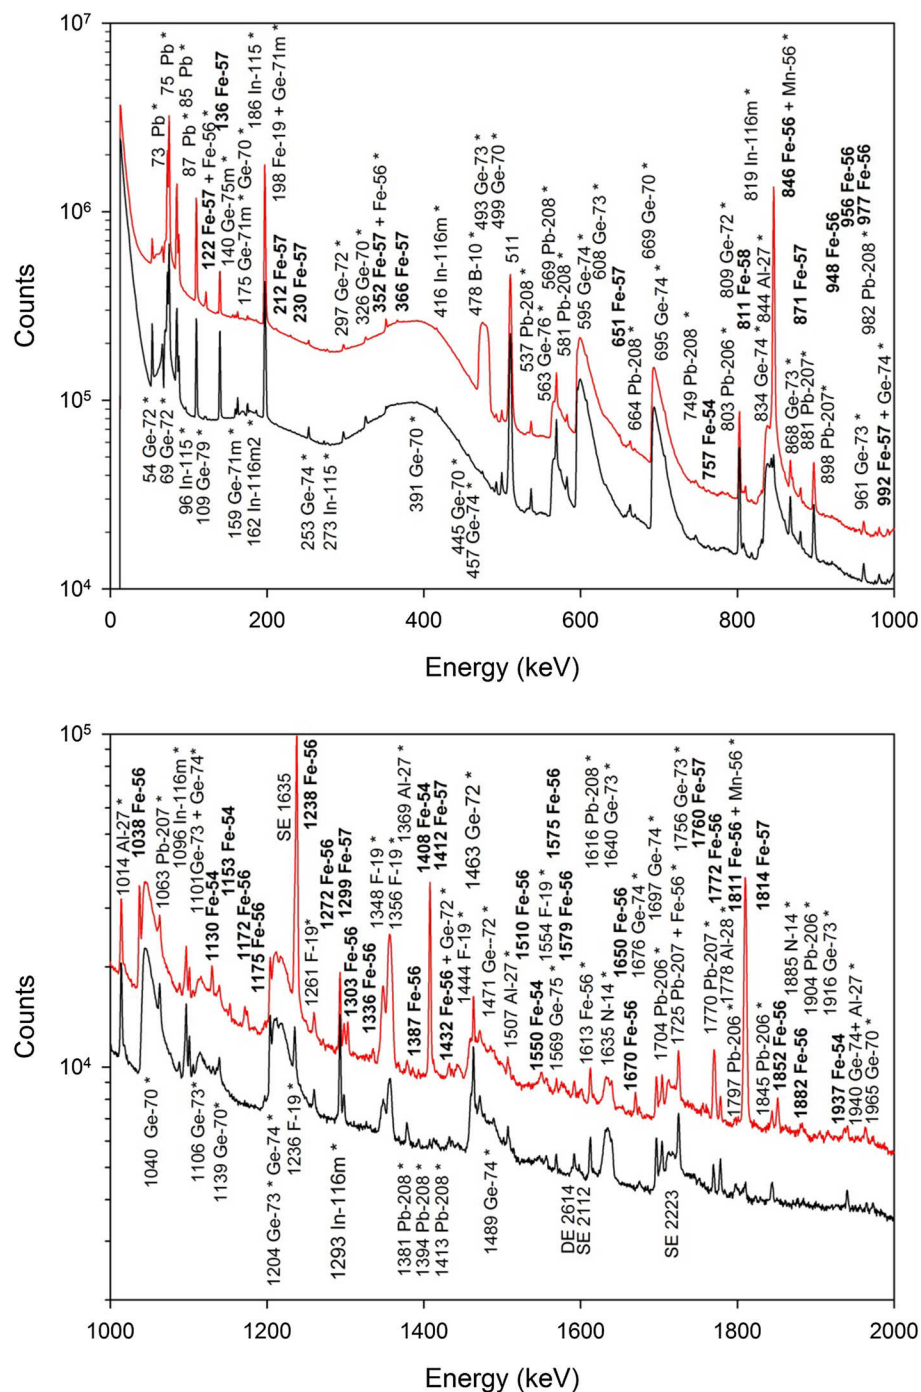 10⁷
10⁶
10⁵
10⁴
Counts
73 Pb *
75 Pb *
87 Pb *
85 Pb *
122 Fe-57 + Fe-56 *
136 Fe-57
140 Ge-75m *
175 Ge-71m * Ge-70 *
186 In-115 *
198 Fe-19 + Ge-71m *
212 Fe-57
230 Fe-57
297 Ge-72 *
326 Ge-70 *
352 Fe-57 + Fe-56 *
366 Fe-57
416 In-116m *
478 B-10 *
493 Ge-73 *
499 Ge-70 *
511
537 Pb-208 *
563 Ge-76 *
569 Pb-208 *
581 Pb-208 *
595 Ge-74 *
608 Ge-73 *
651 Fe-57
664 Pb-208 *
669 Ge-70 *
695 Ge-74 *
749 Pb-208 *
757 Fe-54
803 Pb-206 *
809 Ge-72 *
811 Fe-58
819 In-116m *
834 Ge-74 *
844 Al-27 *
846 Fe-56 + Mn-56 *
868 Ge-73 *
871 Fe-57
881 Pb-207*
898 Pb-207*
948 Fe-56
956 Fe-56
977 Fe-56
982 Pb-208 *
961 Ge-73 *
992 Fe-57 + Ge-74 *
54 Ge-72 *
69 Ge-72 *
96 In-115 *
109 Ge-79 *
159 Ge-71m *
162 In-116m2 *
253 Ge-74 *
273 In-115 *
391 Ge-70 *
445 Ge-70 *
457 Ge-74 *
0 200 400 600 800 1000
Energy (keV)
10⁵
10⁴
Counts
1014 Al-27 *
1038 Fe-56
1063 Pb-207 *
1096 In-116m *
1101Ge-73 + Ge-74*
1130 Fe-54
1153 Fe-54
1172 Fe-56
1175 Fe-56
SE 1635
1238 Fe-56
1261 F-19*
1272 Fe-56
1299 Fe-57
1303 Fe-56
1336 Fe-56
1348 F-19 *
1356 F-19 *
1369 Al-27 *
1387 Fe-56
1408 Fe-54
1412 Fe-57
1432 Fe-56 + Ge-72 *
1444 F-19 *
1463 Ge-72 *
1471 Ge--72 *
1507 Al-27 *
1510 Fe-56
1550 Fe-54
1554 F-19 *
1569 Ge-75 *
1575 Fe-56
1579 Fe-56
1613 Fe-56 *
1616 Pb-208 *
1635 N-14 *
1640 Ge-73 *
1650 Fe-56
1670 Fe-56
1676 Ge-74 *
1697 Ge-74 *
1704 Pb-206 *
1725 Pb-207 + Fe-56 *
1756 Ge-73 *
1760 Fe-57
1770 Pb-207 *
1772 Fe-56
1778 Al-28 *
1797 Pb-206 *
1811 Fe-56 + Mn-56 *
1814 Fe-57
1845 Pb-206 *
1852 Fe-56
1882 Fe-56
1885 N-14 *
1904 Pb-206 *
1916 Ge-73 *
1937 Fe-54
1940 Ge-74+ Al-27 *
1965 Ge-70 *
1040 Ge-70 *
1106 Ge-73 *
1139 Ge-70 *
1204 Ge-73 * Ge-74 *
1236 F-19 *
1293 In-116m *
1381 Pb-208 *
1394 Pb-208 *
1413 Pb-208 *
1489 Ge-74 *
DE 2614
SE 2112
SE 2223
1000 1200 1400 1600 1800 2000
Energy (keV)